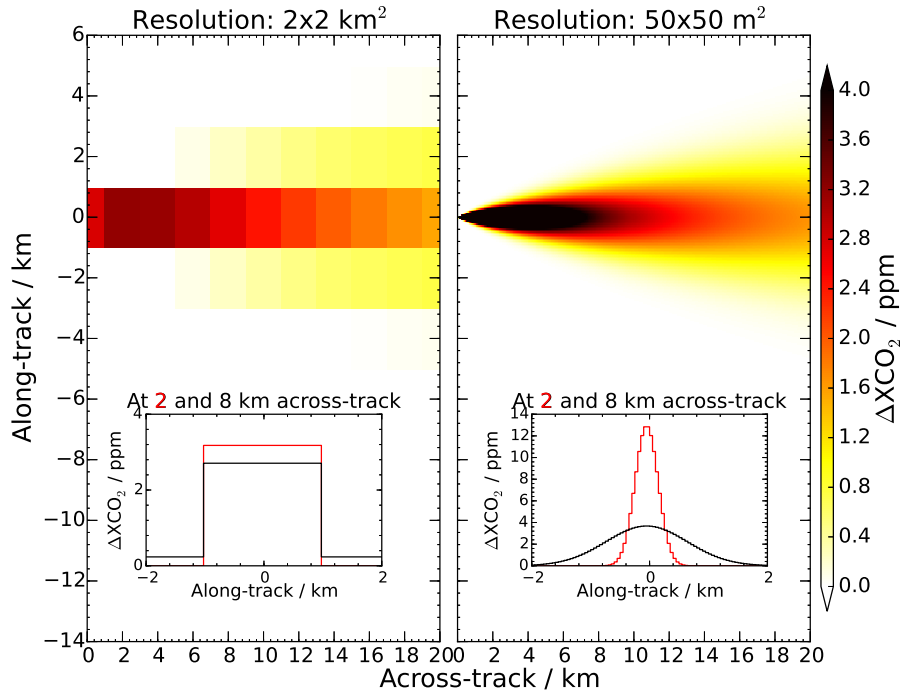 Resolution: 2x2 km²
Resolution: 50x50 m²
6
4
2
0
−2
−4
−6
−8
−10
−12
−14
Along-track / km
At 2 and 8 km across-track
4
2
0
ΔXCO₂ / ppm
−2 0 2
Along-track / km
At 2 and 8 km across-track
14
12
10
8
6
4
2
0
ΔXCO₂ / ppm
−2 0 2
Along-track / km
0 2 4 6 8 10 12 14 16 18 20
0 2 4 6 8 10 12 14 16 18 20
Across-track / km
4.0
3.6
3.2
2.8
2.4
2.0
1.6
1.2
0.8
0.4
0.0
ΔXCO₂ / ppm